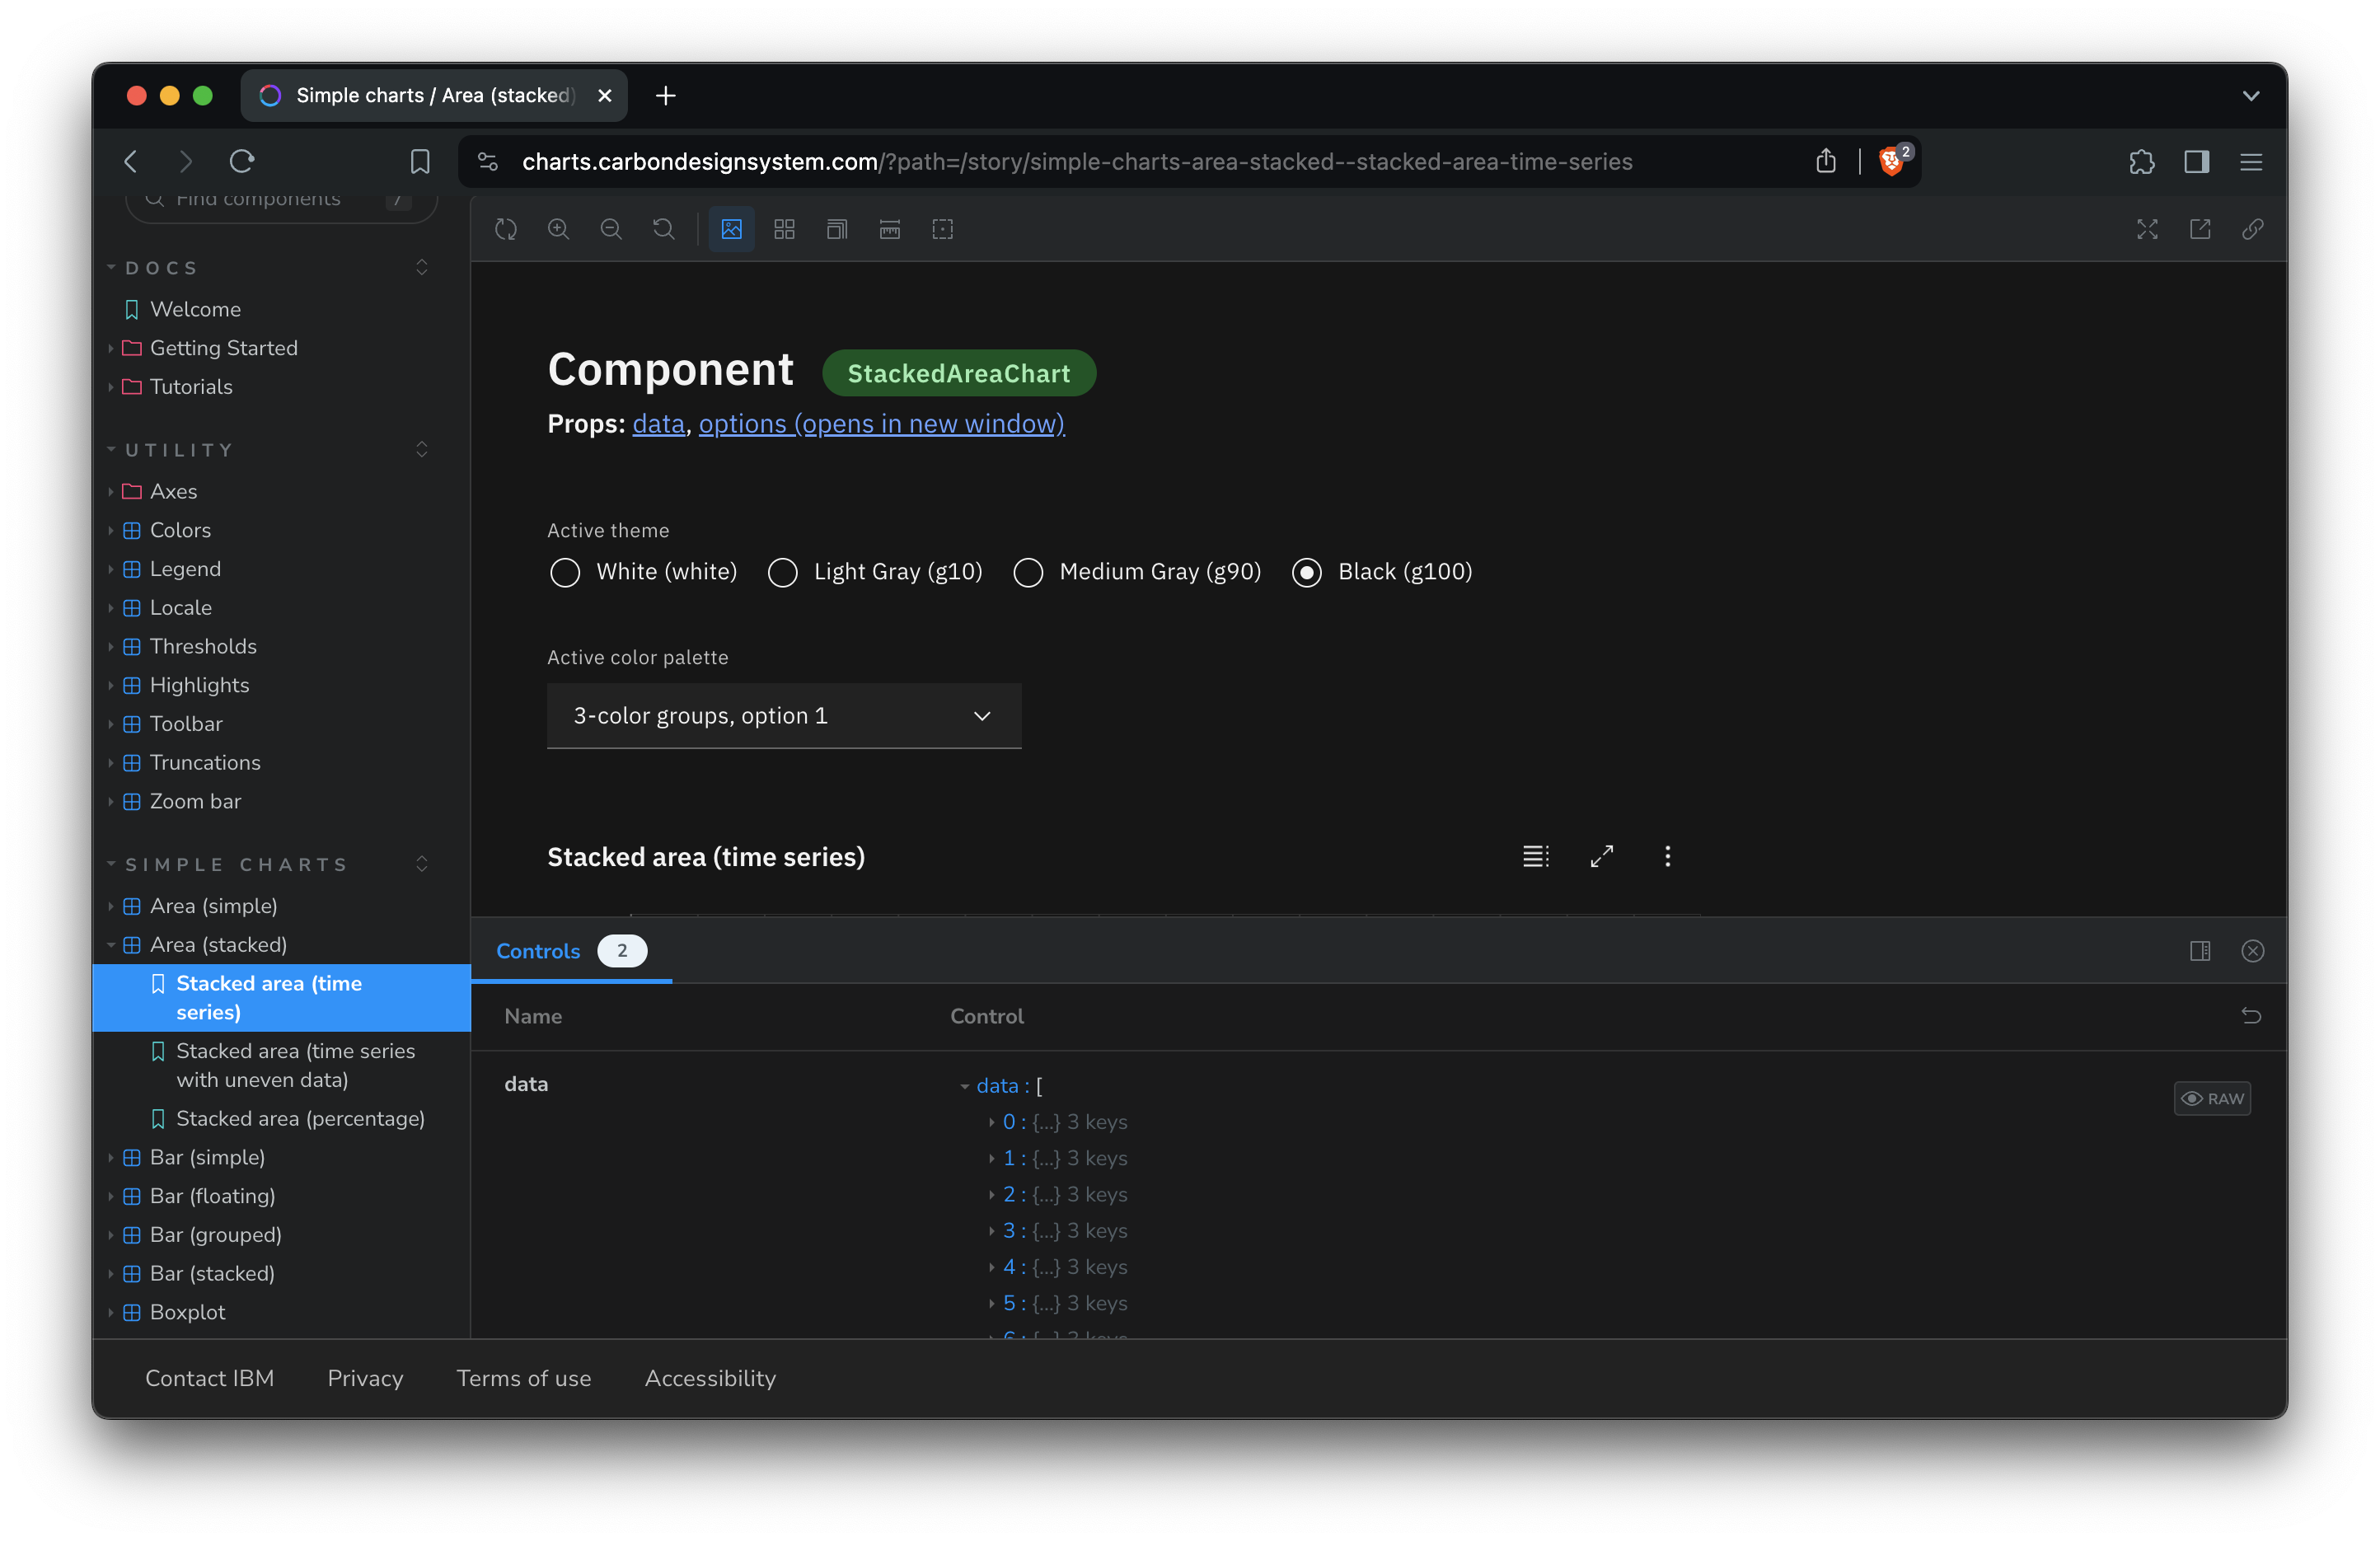 Simple charts / Area (stacked)
charts.carbondesignsystem.com/?path=/story/simple-charts-area-stacked--stacked-area-time-series
2
Find components /
DOCS
Welcome
Getting Started
Tutorials
UTILITY
Axes
Colors
Legend
Locale
Thresholds
Highlights
Toolbar
Truncations
Zoom bar
SIMPLE CHARTS
Area (simple)
Area (stacked)
Stacked area (time
series)
Stacked area (time series
with uneven data)
Stacked area (percentage)
Bar (simple)
Bar (floating)
Bar (grouped)
Bar (stacked)
Boxplot
Component StackedAreaChart
Props: data, options (opens in new window)
Active theme
White (white) Light Gray (g10) Medium Gray (g90) Black (g100)
Active color palette
3-color groups, option 1
Stacked area (time series)
Controls 2
Name Control
data data : [ RAW
0 : {...} 3 keys
1 : {...} 3 keys
2 : {...} 3 keys
3 : {...} 3 keys
4 : {...} 3 keys
5 : {...} 3 keys
6 : {...} 3 keys
Contact IBM Privacy Terms of use Accessibility